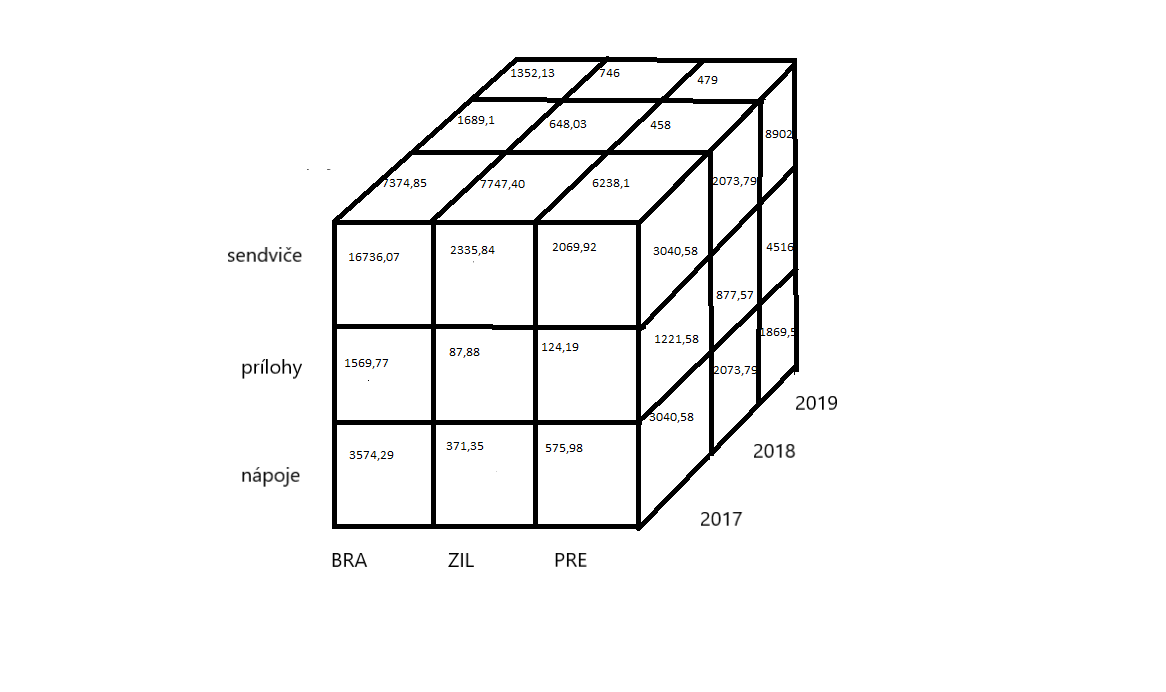 1352,13 746 479
1689,1 648,03 458 8902
7374,85 7747,40 6238,1 2073,79
sendviče 16736,07 2335,84 2069,92 3040,58 4516
877,57
prílohy 1569,77 87,88 124,19 1221,58 1869,5
2073,79
2019
3040,58
nápoje 3574,29 371,35 575,98 2018
2017
BRA ZIL PRE